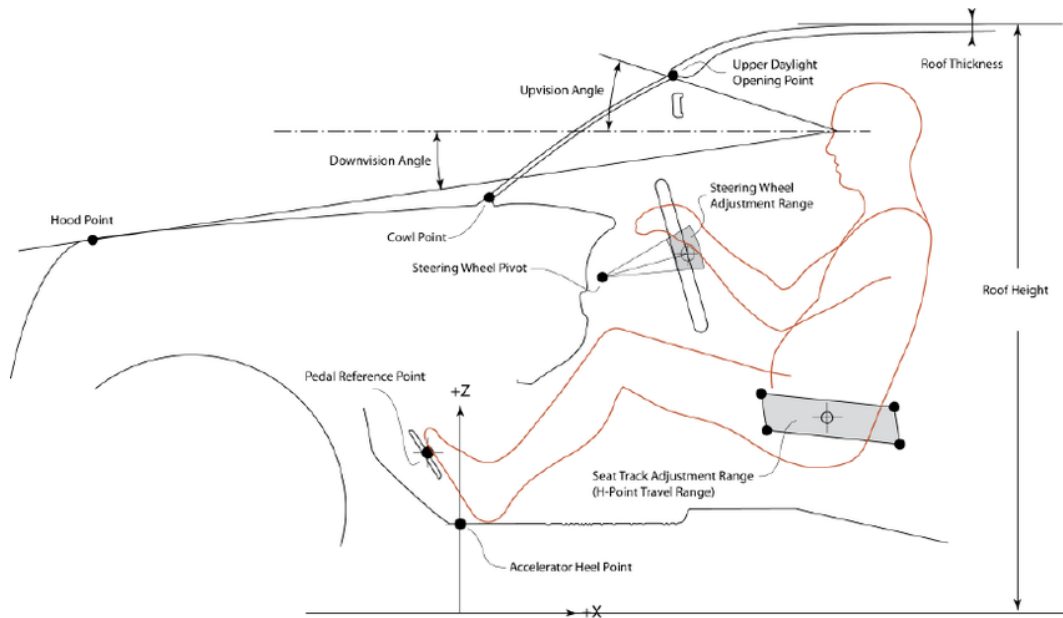 Upper Daylight
Opening Point
Roof Thickness
Upvision Angle
Downvision Angle
Steering Wheel
Adjustment Range
Hood Point
Cowl Point
Steering Wheel Pivot
Roof Height
Pedal Reference Point
+Z
Seat Track Adjustment Range
(H-Point Travel Range)
Accelerator Heel Point
+X